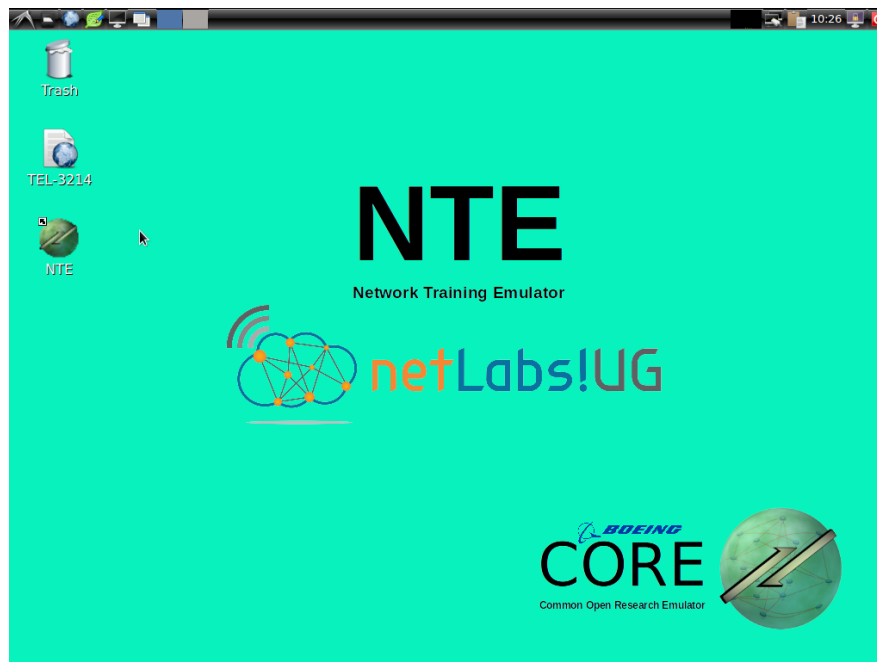 10:26
Trash
TEL-3214
NTE
NTE
Network Training Emulator
netLabs!UG
BOEING
CORE
Common Open Research Emulator